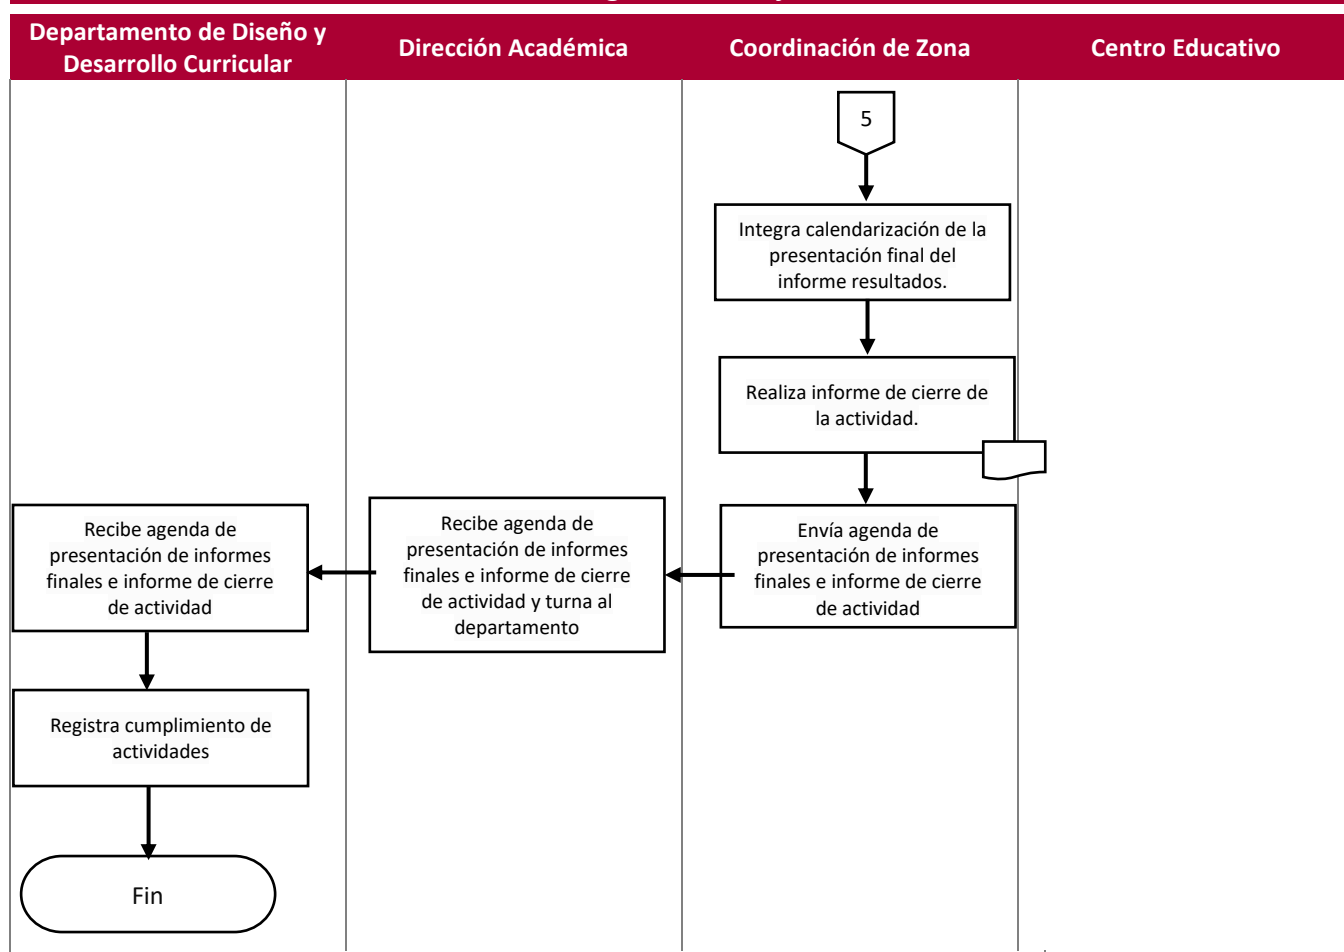 Departamento de Diseño y
Desarrollo Curricular
Dirección Académica
Coordinación de Zona
Centro Educativo
5
Integra calendarización de la
presentación final del
informe resultados.
Realiza informe de cierre de
la actividad.
Envía agenda de
presentación de informes
finales e informe de cierre
de actividad
Recibe agenda de
presentación de informes
finales e informe de cierre
de actividad y turna al
departamento
Recibe agenda de
presentación de informes
finales e informe de cierre
de actividad
Registra cumplimiento de
actividades
Fin